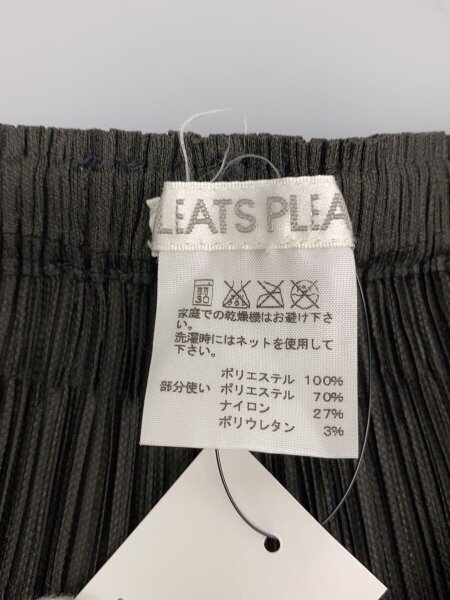 LEATS PLEA
家庭での乾燥機はお避け下さ
い。
洗濯時にはネットを使用して
下さい。
ポリエステル 100%
部分使い ポリエステル 70%
ナイロン 27%
ポリウレタン 3%